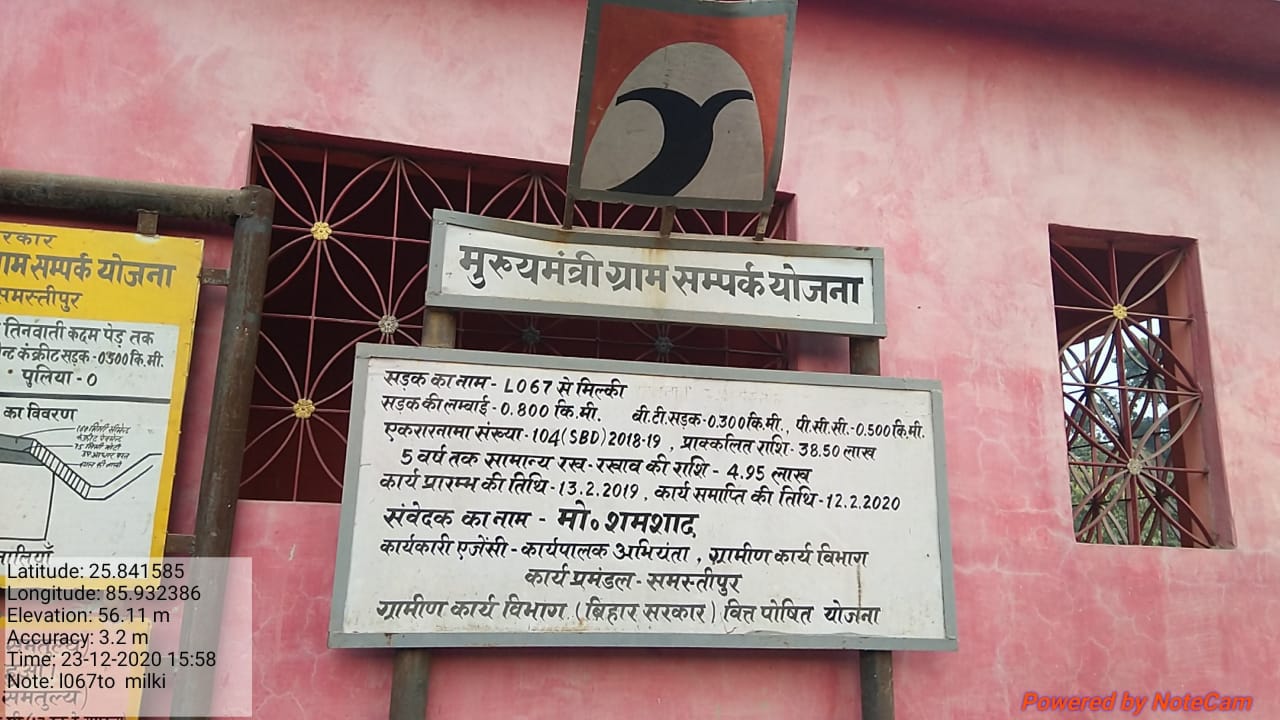 मुख्यमंत्री ग्राम सम्पर्क योजना
सड़क का नाम - L067 से मिल्की
सड़क की लम्बाई - 0.800 कि.मी. बी.टी.सड़क - 0.300 कि.मी., पी.सी.सी. - 0.500 कि.मी.
एकरारनामा संख्या - 104(SBD)2018-19 , प्राक्कलित राशि - 38.50 लाख
5 वर्ष तक सामान्य रख-रखाव की राशि - 4.95 लाख
कार्य प्रारम्भ की तिथि - 13.2.2019 , कार्य समाप्ति की तिथि - 12.2.2020
संवेदक का नाम - मो० शमशाद
कार्यकारी एजेंसी - कार्यपालक अभियंता , ग्रामीण कार्य विभाग
कार्य प्रमंडल - समस्तीपुर
ग्रामीण कार्य विभाग ( बिहार सरकार ) वित्त पोषित योजना
रकार
ाम सम्पर्क योजना
समस्तीपुर
तिनवाती कदम पेड़ तक
न्ट कंक्रीट सड़क - 0.300 कि.मी.
पुलिया - 0
का विवरण
समतुल्य)
Latitude: 25.841585
Longitude: 85.932386
Elevation: 56.11 m
Accuracy: 3.2 m
Time: 23-12-2020 15:58
Note: l067to milki
Powered by NoteCam